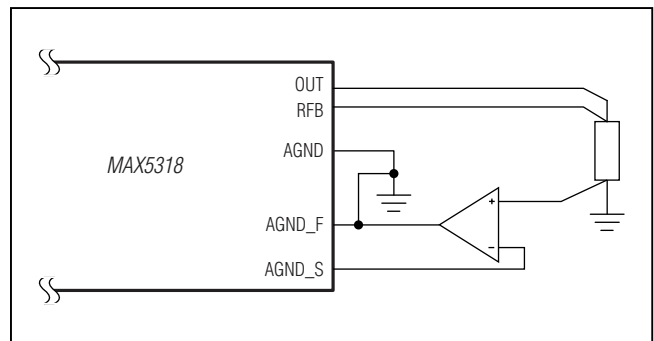 OUT
RFB
AGND
MAX5318
AGND_F
AGND_S
+
-